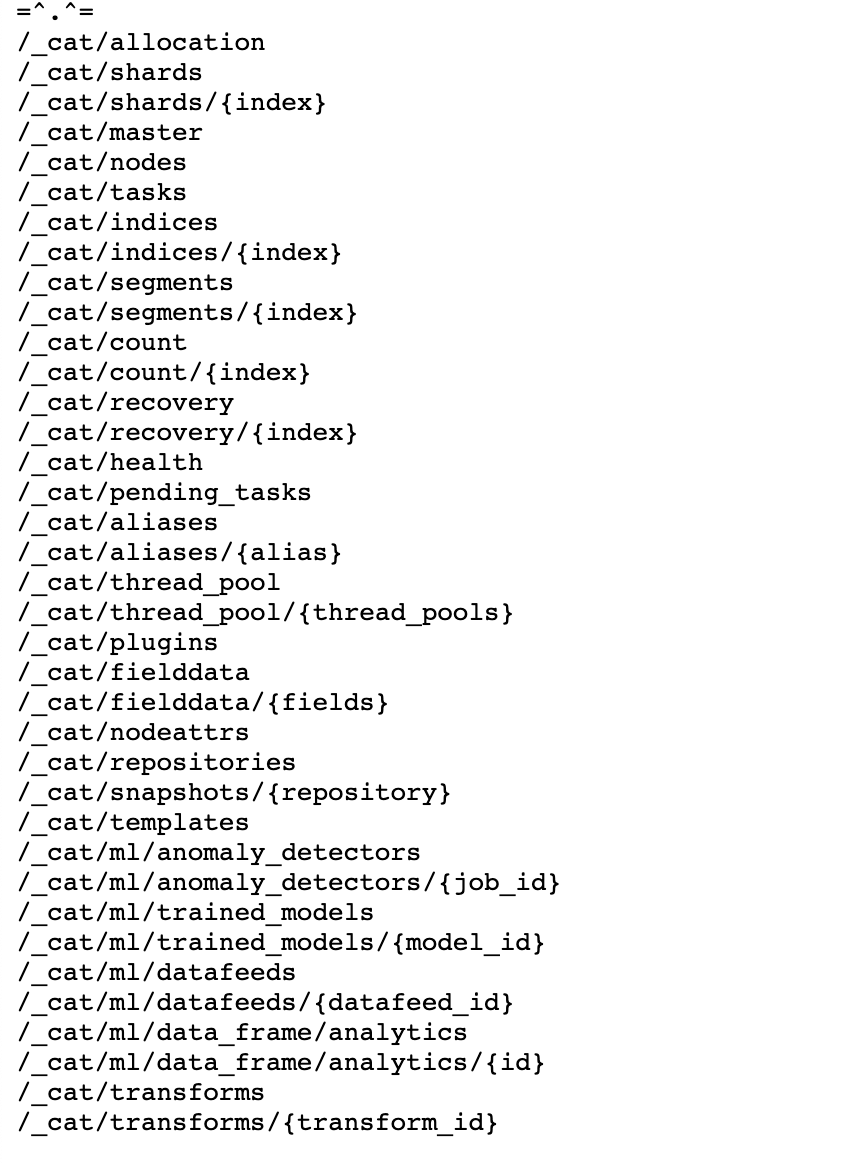 =^.^=
/_cat/allocation
/_cat/shards
/_cat/shards/{index}
/_cat/master
/_cat/nodes
/_cat/tasks
/_cat/indices
/_cat/indices/{index}
/_cat/segments
/_cat/segments/{index}
/_cat/count
/_cat/count/{index}
/_cat/recovery
/_cat/recovery/{index}
/_cat/health
/_cat/pending_tasks
/_cat/aliases
/_cat/aliases/{alias}
/_cat/thread_pool
/_cat/thread_pool/{thread_pools}
/_cat/plugins
/_cat/fielddata
/_cat/fielddata/{fields}
/_cat/nodeattrs
/_cat/repositories
/_cat/snapshots/{repository}
/_cat/templates
/_cat/ml/anomaly_detectors
/_cat/ml/anomaly_detectors/{job_id}
/_cat/ml/trained_models
/_cat/ml/trained_models/{model_id}
/_cat/ml/datafeeds
/_cat/ml/datafeeds/{datafeed_id}
/_cat/ml/data_frame/analytics
/_cat/ml/data_frame/analytics/{id}
/_cat/transforms
/_cat/transforms/{transform_id}